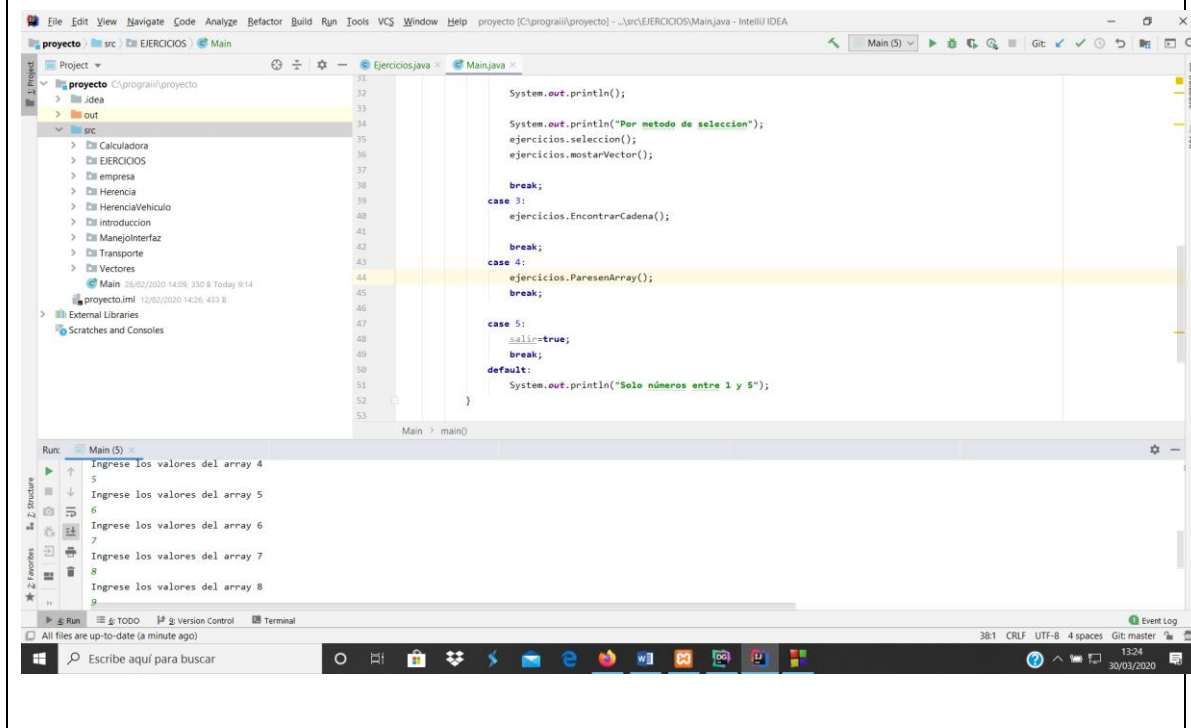 File Edit View Navigate Code Analyze Refactor Build Run Tools VCS Window Help proyecto [C:\prograiii\proyecto] - ...\src\EJERCICIOS\Main.java - IntelliJ IDEA
proyecto src EJERCICIOS Main Main (5) Git:
1: Project
Project Ejercicios.java Main.java
proyecto C:\prograiii\proyecto
.idea
out
src
Calculadora
EJERCICIOS
empresa
Herencia
HerenciaVehiculo
introduccion
ManejoInterfaz
Transporte
Vectores
Main 26/02/2020 14:09, 350 B Today 9:14
proyecto.iml 12/02/2020 14:26, 433 B
External Libraries
Scratches and Consoles
31
32 System.out.println();
33
34 System.out.println("Por metodo de seleccion");
35 ejercicios.seleccion();
36 ejercicios.mostarVector();
37
38 break;
39 case 3:
40 ejercicios.EncontrarCadena();
41
42 break;
43 case 4:
44 ejercicios.ParesenArray();
45 break;
46
47 case 5:
48 salir=true;
49 break;
50 default:
51 System.out.println("Solo números entre 1 y 5");
52 }
53
Main > main()
Run: Main (5)
Ingrese los valores del array 4
5
Ingrese los valores del array 5
6
Ingrese los valores del array 6
7
Ingrese los valores del array 7
8
Ingrese los valores del array 8
9
Z: Structure
2: Favorites
4: Run 6: TODO 9: Version Control Terminal Event Log
All files are up-to-date (a minute ago) 38:1 CRLF UTF-8 4 spaces Git: master
Escribe aquí para buscar
13:24
30/03/2020